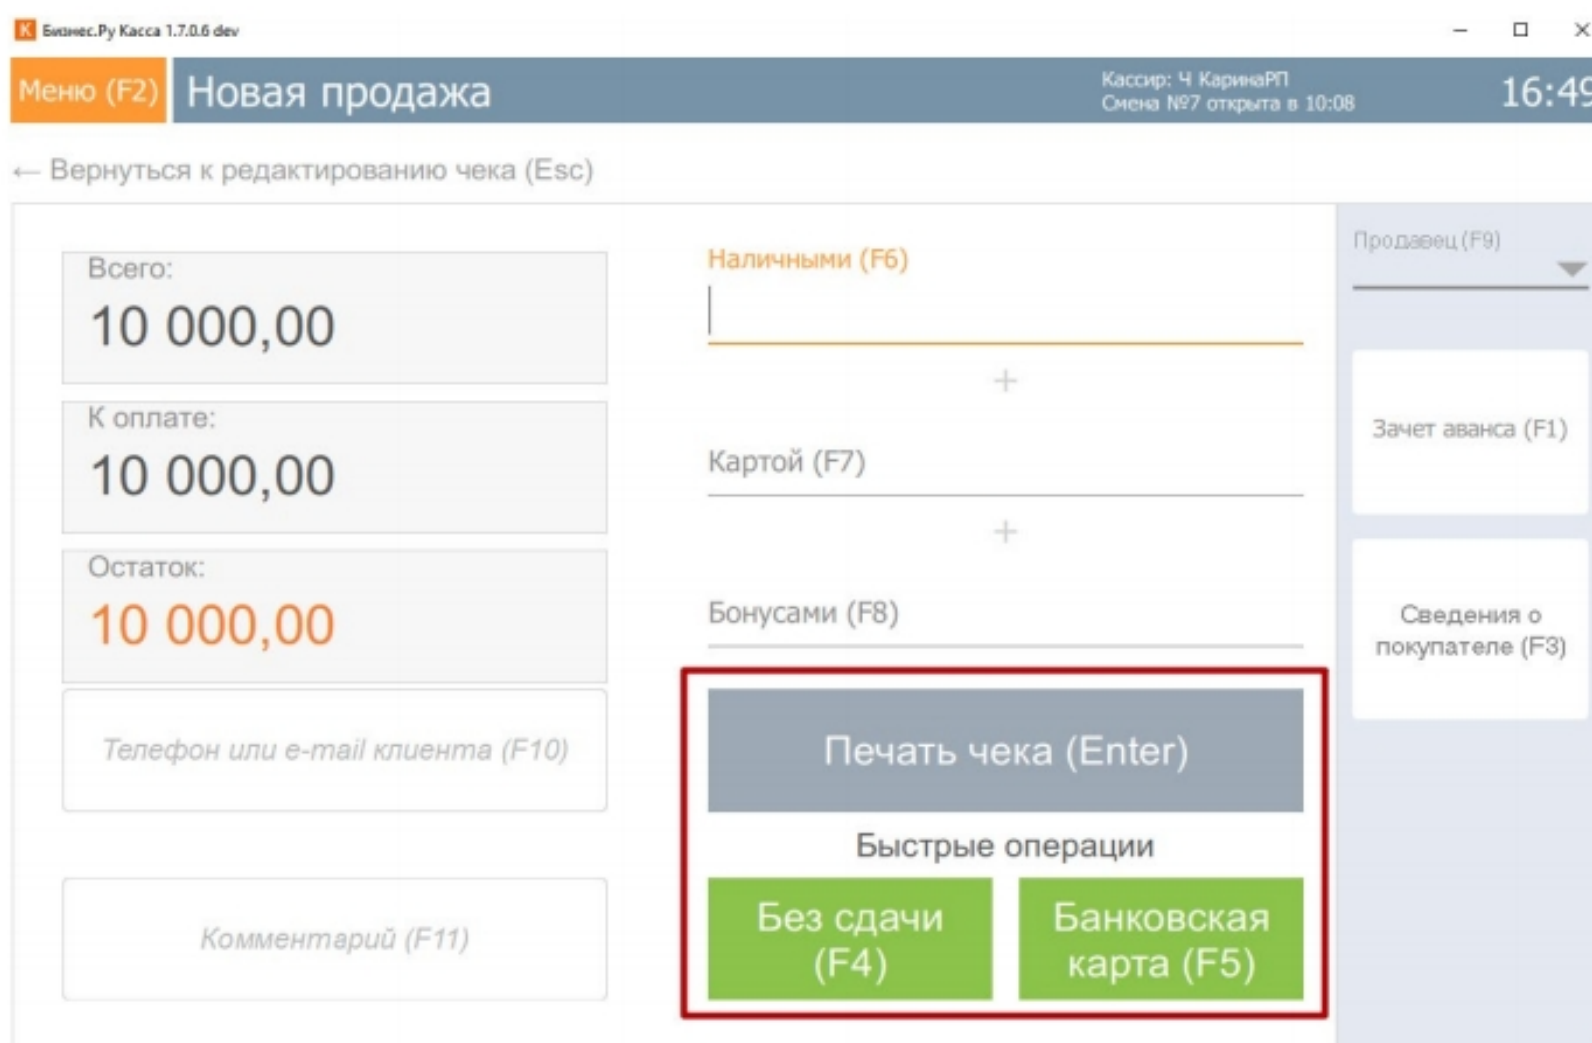 K Бизнес.Ру Касса 1.7.0.6 dev
Меню (F2)
Новая продажа
Кассир: Ч КаринаРП
Смена №7 открыта в 10:08
16:49
← Вернуться к редактированию чека (Esc)
Всего:
10 000,00
К оплате:
10 000,00
Остаток:
10 000,00
Телефон или e-mail клиента (F10)
Комментарий (F11)
Наличными (F6)
+
Картой (F7)
+
Бонусами (F8)
Печать чека (Enter)
Быстрые операции
Без сдачи
(F4)
Банковская
карта (F5)
Продавец (F9)
Зачет аванса (F1)
Сведения о
покупателе (F3)